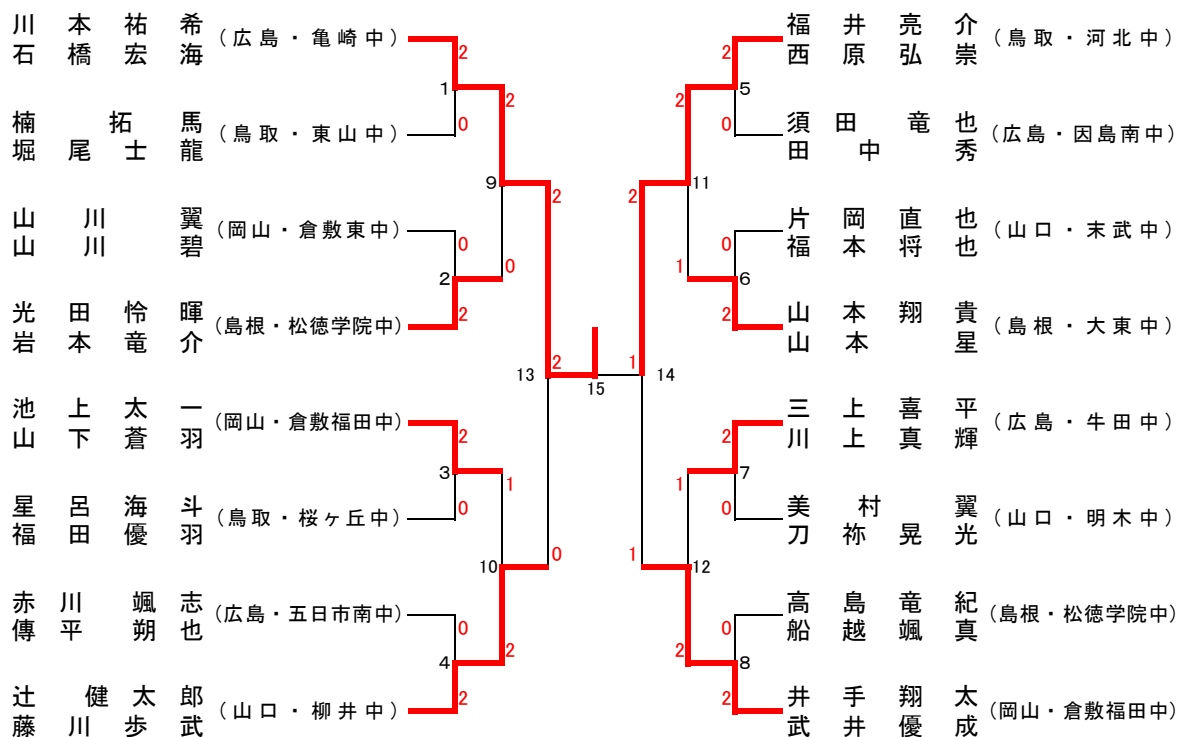 川本祐希
石橋宏海
(広島・亀崎中)
2
1
0
楠拓馬
堀尾士龍
(鳥取・東山中)
2
9
山川翼
山川碧
(岡山・倉敷東中)
0
2
0
光田怜暉
岩本竜介
(島根・松徳学院中)
2
2
13
2
池上太一
山下蒼羽
(岡山・倉敷福田中)
2
3
0
星呂海斗
福田優羽
(鳥取・桜ヶ丘中)
1
10
0
赤川颯志
傳平朔也
(広島・五日市南中)
0
4
2
辻健太郎
藤川歩武
(山口・柳井中)
2
15
福井亮介
西原弘崇
(鳥取・河北中)
2
5
0
須田竜也
田中秀
(広島・因島南中)
2
11
片岡直也
福本将也
(山口・末武中)
0
6
1
山本翔貴
山本星
(島根・大東中)
2
2
1
14
三上喜平
川上真輝
(広島・牛田中)
2
7
0
美村翼
刀祢晃光
(山口・明木中)
1
12
1
高島竜紀
船越颯真
(島根・松徳学院中)
0
8
2
井手翔太
武井優成
(岡山・倉敷福田中)
2